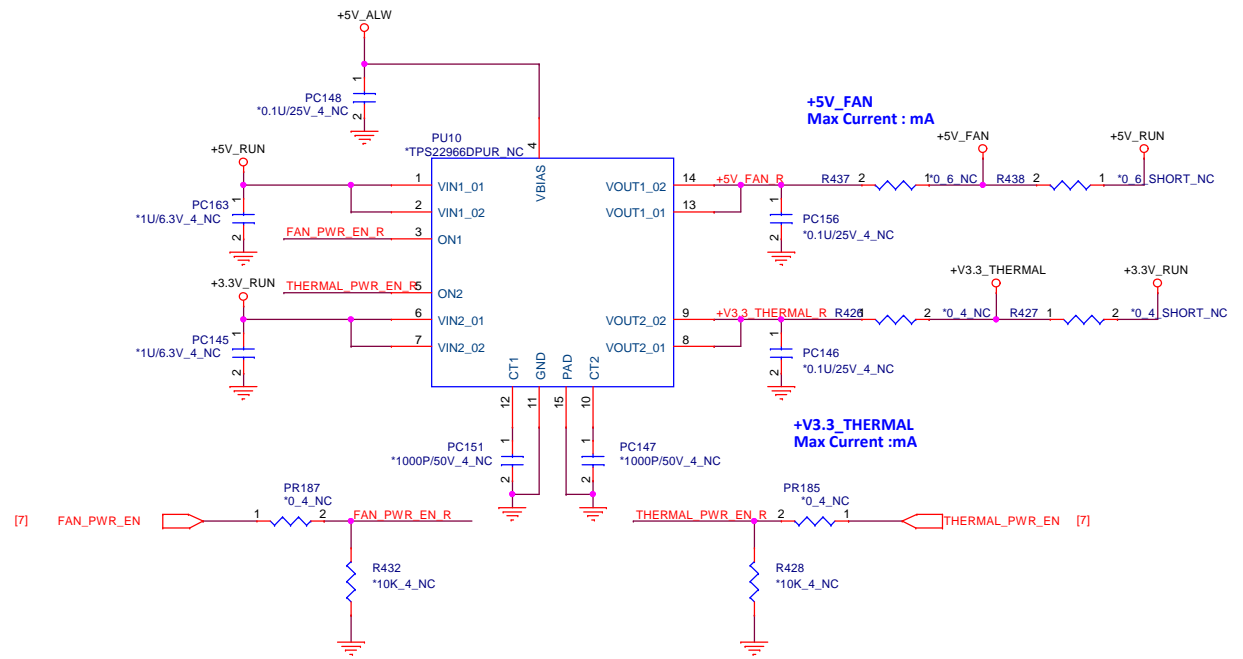 +5V_ALW
1
PC148
*0.1U/25V_4_NC
2
+5V_FAN
Max Current : mA
PU10
*TPS22966DPUR_NC
4
VBIAS
+5V_RUN
1
PC163
*1U/6.3V_4_NC
2
1
VIN1_01
2
VIN1_02
FAN_PWR_EN_R
3
ON1
VOUT1_02
14
+5V_FAN_R
VOUT1_01
13
1
PC156
*0.1U/25V_4_NC
2
R437
2
1
*0_6_NC
+5V_FAN
R438
2
1
*0_6_SHORT_NC
+5V_RUN
THERMAL_PWR_EN_R
5
ON2
+3.3V_RUN
1
PC145
*1U/6.3V_4_NC
2
6
VIN2_01
7
VIN2_02
VOUT2_02
9
+V3.3_THERMAL_R
VOUT2_01
8
1
PC146
*0.1U/25V_4_NC
2
R426
1
2
*0_4_NC
+V3.3_THERMAL
R427
1
2
*0_4_SHORT_NC
+3.3V_RUN
CT1
GND
PAD
CT2
12
11
15
10
1
PC151
*1000P/50V_4_NC
2
1
PC147
*1000P/50V_4_NC
2
+V3.3_THERMAL
Max Current :mA
[7]
FAN_PWR_EN
PR187
*0_4_NC
1
2
FAN_PWR_EN_R
R432
*10K_4_NC
THERMAL_PWR_EN_R
PR185
*0_4_NC
2
1
THERMAL_PWR_EN
[7]
R428
*10K_4_NC